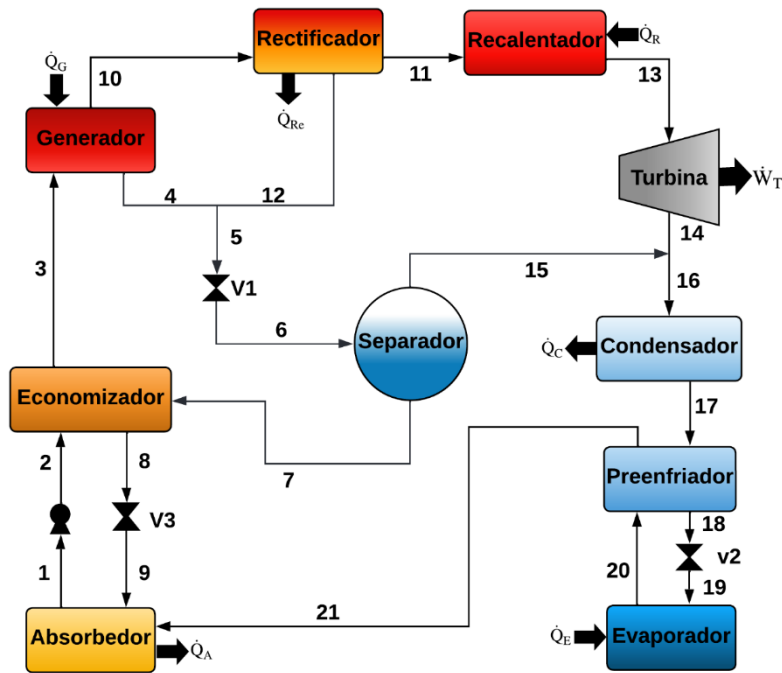 Rectificador
Recalentador
Q̇R
Q̇G
10
11
13
Q̇Re
Generador
Turbina
ẆT
4
12
14
5
15
3
V1
16
6
Separador
Condensador
Q̇C
Economizador
17
2
8
7
Preenfriador
V3
18
v2
1
9
20
19
21
Absorbedor
Q̇A
Q̇E
Evaporador